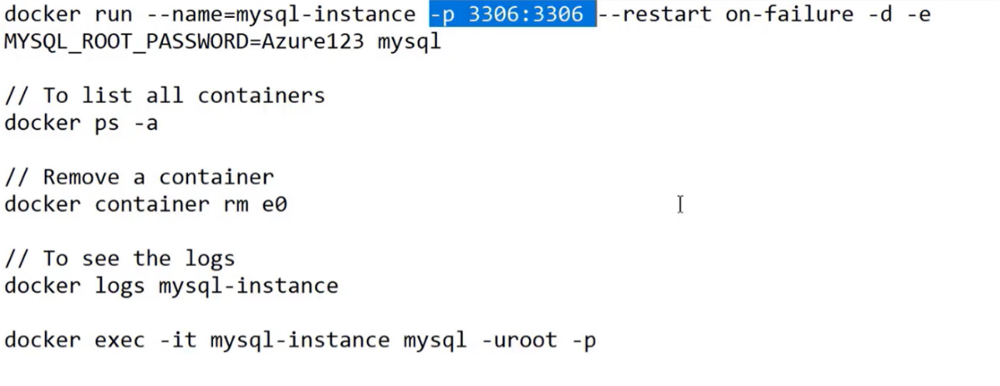 docker run --name=mysql-instance -p 3306:3306 --restart on-failure -d -e
MYSQL_ROOT_PASSWORD=Azure123 mysql
// To list all containers
docker ps -a
// Remove a container
docker container rm e0
// To see the logs
docker logs mysql-instance
docker exec -it mysql-instance mysql -uroot -p